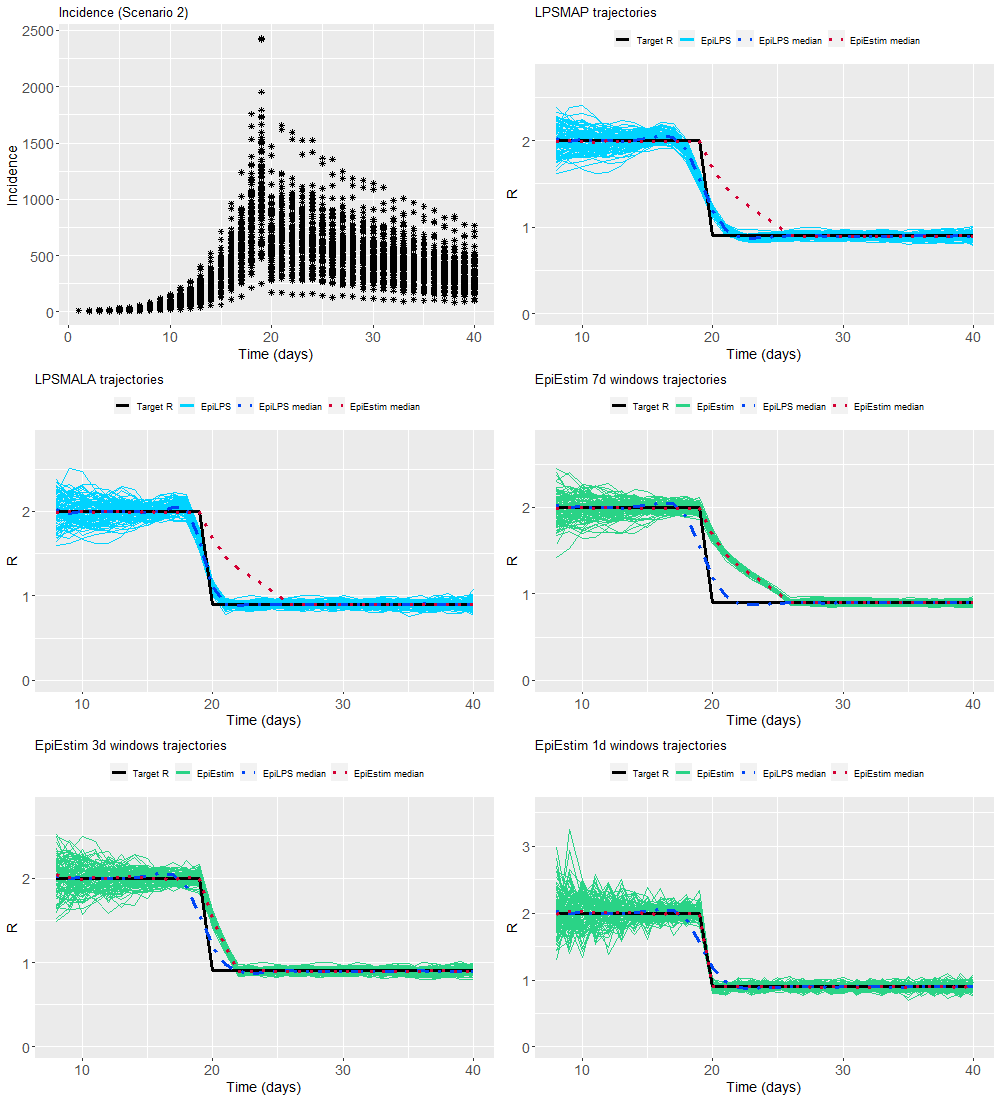 Incidence (Scenario 2)
2500
2000
1500
1000
500
0
Incidence
0 10 20 30 40
Time (days)
LPSMAP trajectories
Target R EpiLPS EpiLPS median EpiEstim median
2
1
0
R
10 20 30 40
Time (days)
LPSMALA trajectories
Target R EpiLPS EpiLPS median EpiEstim median
2
1
0
R
10 20 30 40
Time (days)
EpiEstim 7d windows trajectories
Target R EpiEstim EpiLPS median EpiEstim median
2
1
0
R
10 20 30 40
Time (days)
EpiEstim 3d windows trajectories
Target R EpiEstim EpiLPS median EpiEstim median
2
1
0
R
10 20 30 40
Time (days)
EpiEstim 1d windows trajectories
Target R EpiEstim EpiLPS median EpiEstim median
3
2
1
0
R
10 20 30 40
Time (days)